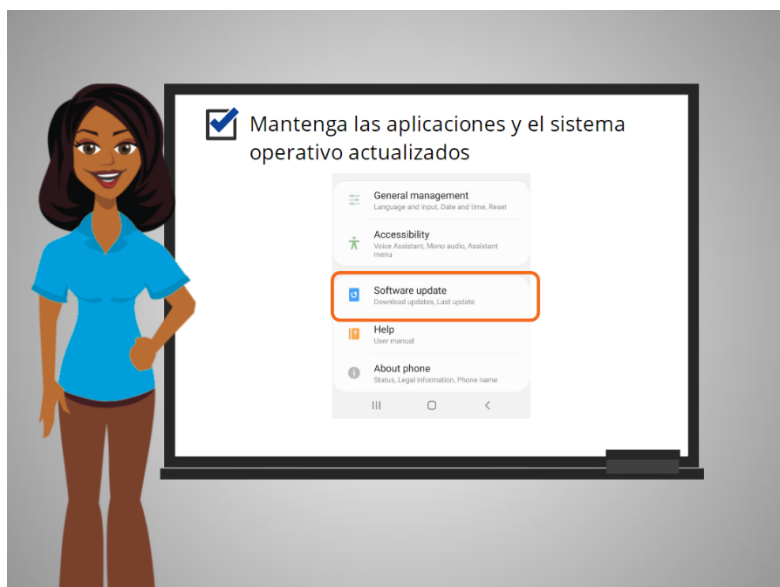 Mantenga las aplicaciones y el sistema
operativo actualizados
General management
Language and input, Date and time, Reset
Accessibility
Voice Assistant, Mono audio, Assistant
menu
Software update
Download updates, Last update
Help
User manual
About phone
Status, Legal information, Phone name